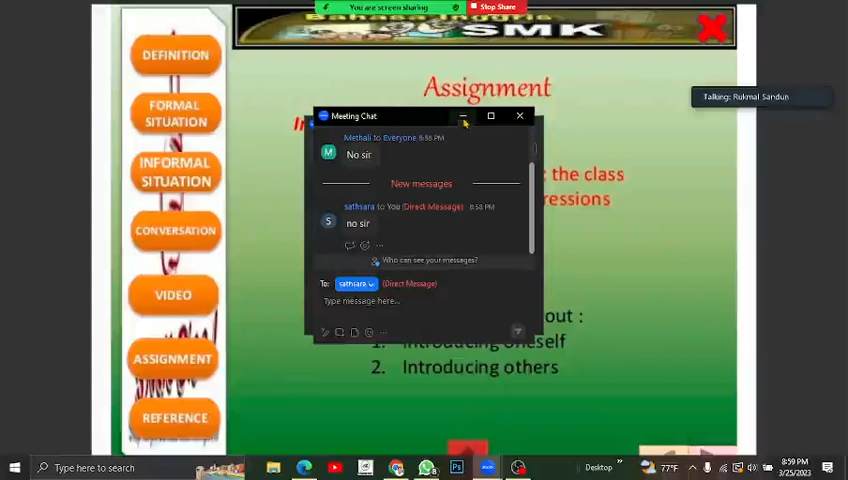 You are screen sharing
Stop Share
Bahasa Inggris
SMK
DEFINITION
FORMAL
SITUATION
INFORMAL
SITUATION
CONVERSATION
VIDEO
ASSIGNMENT
REFERENCE
Assignment
Talking: Rukmal Sandun
the class
ressions
out :
1. Introducing oneself
2. Introducing others
Meeting Chat
Methali to Everyone 8:58 PM
M
No sir
New messages
sathsara to You (Direct Message) 8:58 PM
S
no sir
Who can see your messages?
To: sathsara (Direct Message)
Type message here...
Type here to search
Ps
zoom
Desktop
77°F
8:59 PM
3/25/2023